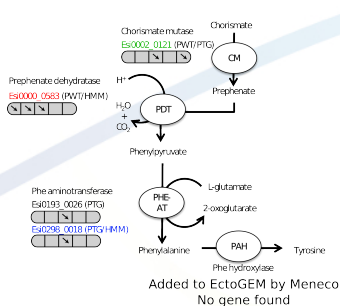 Chorismate mutase
Esi0002_0121 (PWT/PTG)
Chorismate
CM
Prephenate
Prephenate dehydratase
Esi0000_0583 (PWT/HMM)
H+
H2O
+
CO2
PDT
Phenylpyruvate
Phe aminotransferase
Esi0193_0026 (PTG)
Esi0298_0018 (PTG/HMM)
PHE-
AT
L-glutamate
2-oxoglutarate
Phenylalanine
PAH
Tyrosine
Phe hydroxylase
Added to EctoGEM by Meneco
No gene found